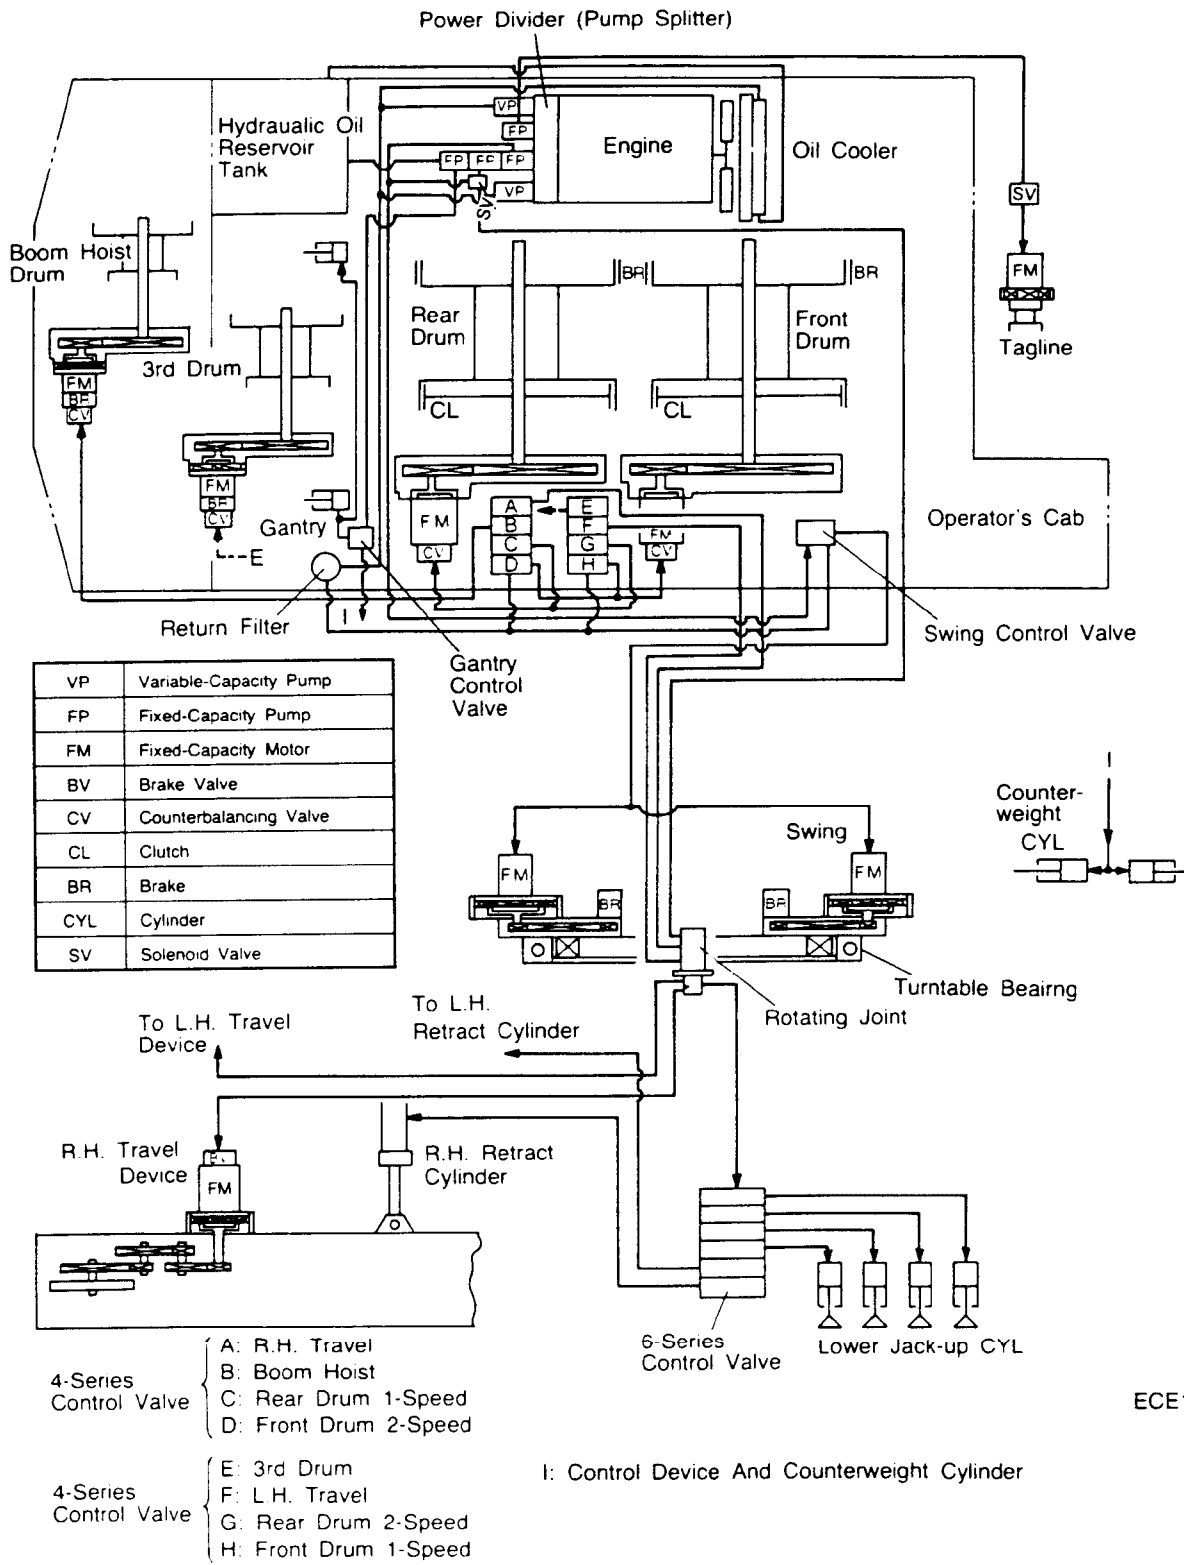 Power Divider (Pump Splitter)
VP
FP
FP FP FP
VP
SV
Hydraualic Oil
Reservoir
Tank
Engine
Oil Cooler
SV
FM
Tagline
Boom Hoist
Drum
3rd Drum
Rear
Drum
BR
Front
Drum
BR
CL
CL
FM
BR
CV
FM
BR
CV
E
Gantry
FM
CV
A
B
C
D
E
F
G
H
FM
CV
Operator's Cab
Return Filter
I
Gantry
Control
Valve
Swing Control Valve
VP Variable-Capacity Pump
FP Fixed-Capacity Pump
FM Fixed-Capacity Motor
BV Brake Valve
CV Counterbalancing Valve
CL Clutch
BR Brake
CYL Cylinder
SV Solenoid Valve
Counter-
weight
CYL
I
Swing
FM
FM
BR
BR
Turntable Beairng
Rotating Joint
To L.H. Travel
Device
To L.H.
Retract Cylinder
R.H. Travel
Device
FM
R.H. Retract
Cylinder
6-Series
Control Valve
Lower Jack-up CYL
4-Series
Control Valve
A: R.H. Travel
B: Boom Hoist
C: Rear Drum 1-Speed
D: Front Drum 2-Speed
ECE1
4-Series
Control Valve
E: 3rd Drum
F: L.H. Travel
G: Rear Drum 2-Speed
H: Front Drum 1-Speed
I: Control Device And Counterweight Cylinder